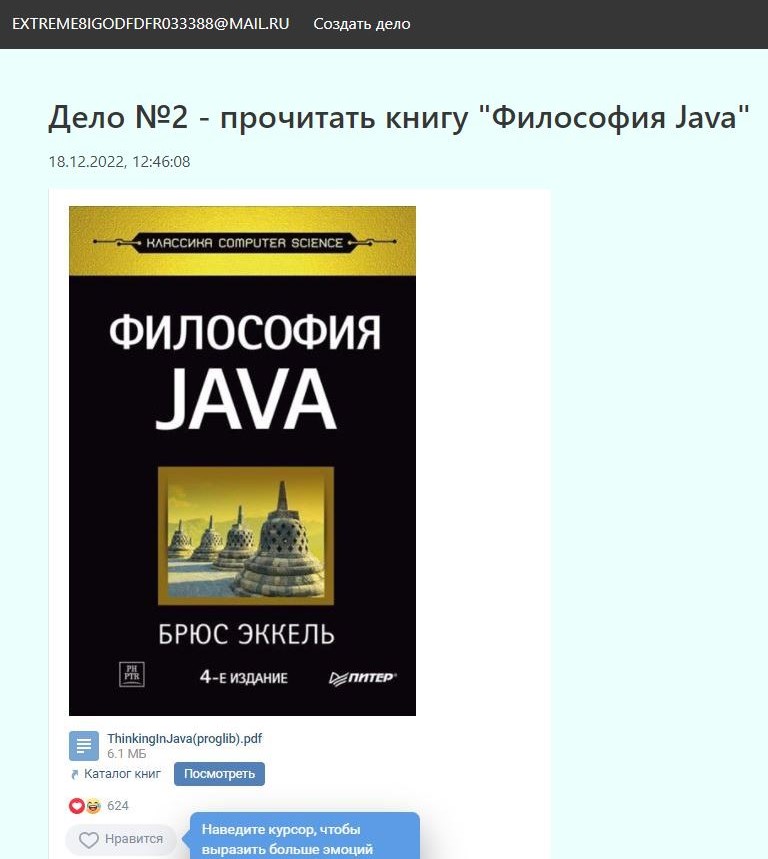 EXTREME8IGODFDFR033388@MAIL.RU Создать дело
Дело №2 - прочитать книгу "Философия Java"
18.12.2022, 12:46:08
КЛАССИКА COMPUTER SCIENCE
ФИЛОСОФИЯ
JAVA
БРЮС ЭККЕЛЬ
PH
PTR
4-Е ИЗДАНИЕ
ПИТЕР®
ThinkingInJava(proglib).pdf
6.1 МБ
Каталог книг
Посмотреть
624
Нравится
Наведите курсор, чтобы
выразить больше эмоций